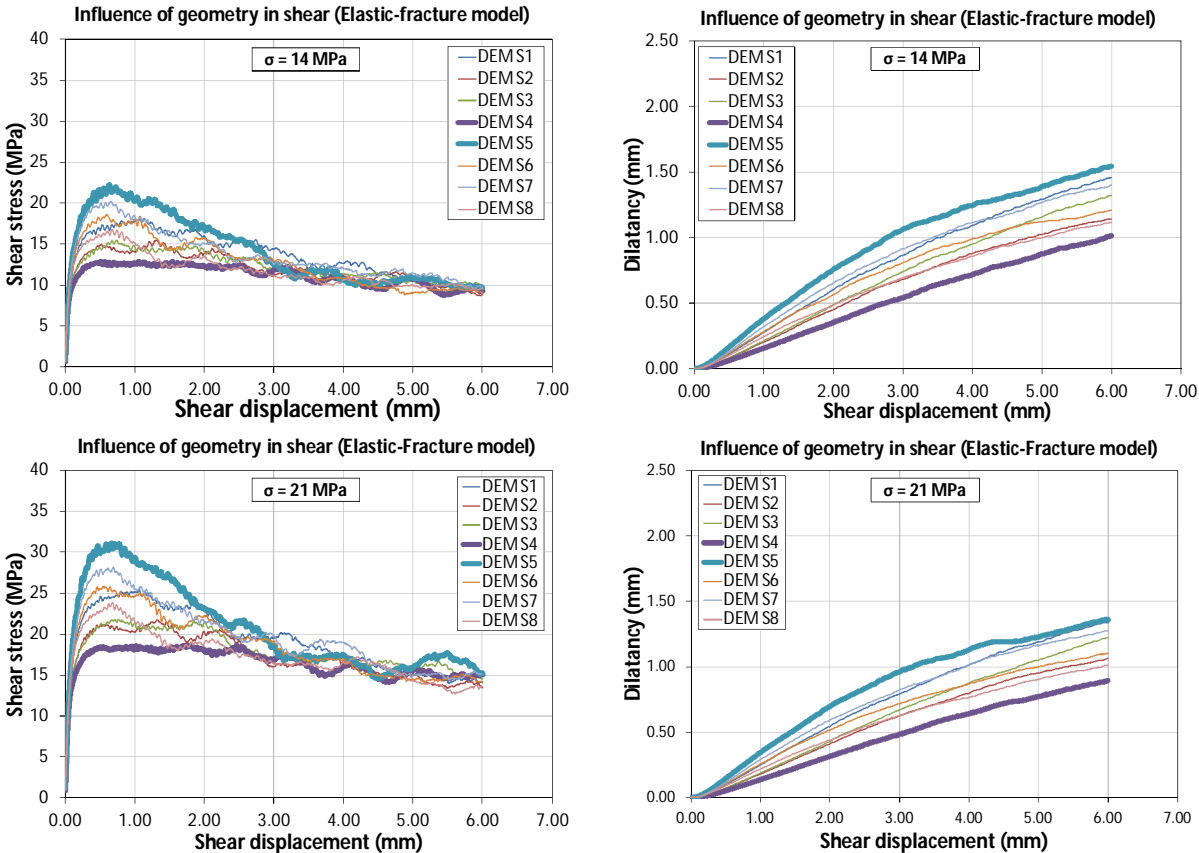 Influence of geometry in shear (Elastic-fracture model)
σ = 14 MPa
DEM S1
DEM S2
DEM S3
DEM S4
DEM S5
DEM S6
DEM S7
DEM S8
Shear stress (MPa)
40
35
30
25
20
15
10
5
0
0.00 1.00 2.00 3.00 4.00 5.00 6.00 7.00
Shear displacement (mm)
Influence of geometry in shear (Elastic-fracture model)
σ = 14 MPa
DEM S1
DEM S2
DEM S3
DEM S4
DEM S5
DEM S6
DEM S7
DEM S8
Dilatancy (mm)
2.50
2.00
1.50
1.00
0.50
0.00
0.00 1.00 2.00 3.00 4.00 5.00 6.00 7.00
Shear displacement (mm)
Influence of geometry in shear (Elastic-Fracture model)
σ = 21 MPa
DEM S1
DEM S2
DEM S3
DEM S4
DEM S5
DEM S6
DEM S7
DEM S8
Shear stress (MPa)
40
35
30
25
20
15
10
5
0
0.00 1.00 2.00 3.00 4.00 5.00 6.00 7.00
Shear displacement (mm)
Influence of geometry in shear (Elastic-Fracture model)
σ = 21 MPa
DEM S1
DEM S2
DEM S3
DEM S4
DEM S5
DEM S6
DEM S7
DEM S8
Dilatancy (mm)
2.50
2.00
1.50
1.00
0.50
0.00
0.00 1.00 2.00 3.00 4.00 5.00 6.00 7.00
Shear displacement (mm)